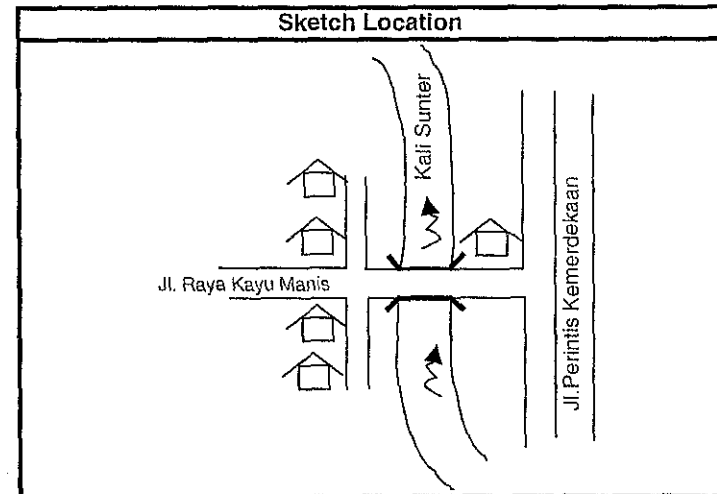 Sketch Location
Kali Sunter
Jl. Raya Kayu Manis
Jl.Perintis Kemerdekaan